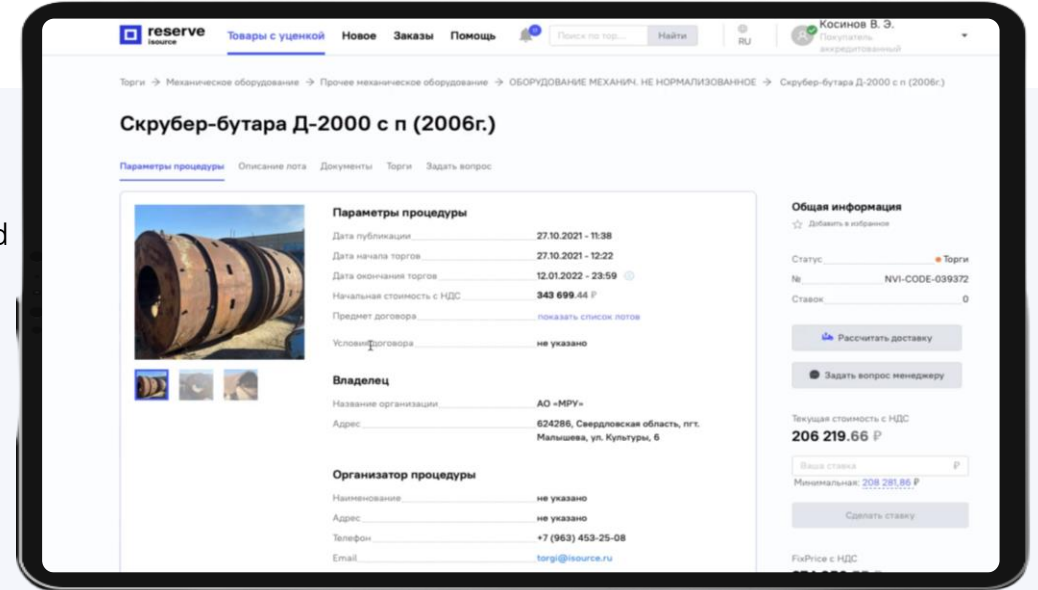 d
reserve
isource
Товары с уценкой Новое Заказы Помощь Поиск по тор... Найти RU
Косинов В. Э.
Покупатель
аккредитованный
Торги → Механическое оборудование → Прочее механическое оборудование → ОБОРУДОВАНИЕ МЕХАНИЧ. НЕ НОРМАЛИЗОВАННОЕ → Скрубер-бутара Д-2000 с п (2006г.)
Скрубер-бутара Д-2000 с п (2006г.)
Параметры процедуры Описание лота Документы Торги Задать вопрос
Параметры процедуры
Дата публикации 27.10.2021 - 11:38
Дата начала торгов 27.10.2021 - 12:22
Дата окончания торгов 12.01.2022 - 23:59
Начальная стоимость с НДС 343 699.44 ₽
Предмет договора показать список лотов
Условия договора не указано
Владелец
Название организации АО «МРУ»
Адрес 624286, Свердловская область, пгт.
Малышева, ул. Культуры, 6
Организатор процедуры
Наименование не указано
Адрес не указано
Телефон +7 (963) 453-25-08
Email torgi@isource.ru
Общая информация
Добавить в избранное
Статус Торги
№ NVI-CODE-039372
Ставок 0
Рассчитать доставку
Задать вопрос менеджеру
Текущая стоимость с НДС
206 219.66 ₽
Ваша ставка ₽
Минимальная: 208 281,86 ₽
Сделать ставку
FixPrice с НДС